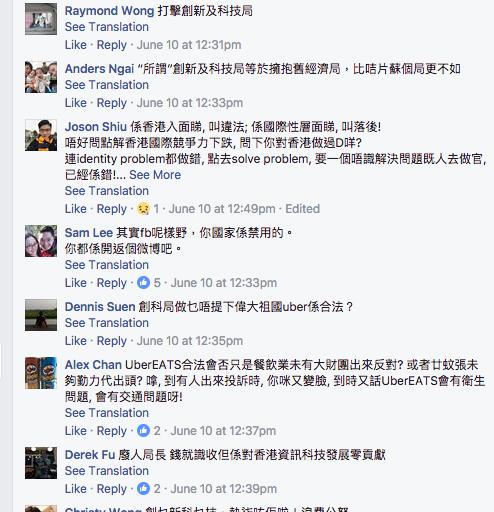 Raymond Wong 打擊創新及科技局
See Translation
Like · Reply · June 10 at 12:31pm
Anders Ngai “所謂”創新及科技局等於擁抱舊經濟局，比咭片蘇個局更不如
See Translation
Like · Reply · June 10 at 12:33pm
Joson Shiu 係香港入面睇, 叫違法; 係國際性層面睇, 叫落後!
唔好問點解香港國際競爭力下跌, 問下你對香港做過D咩?
連identity problem都做錯, 點去solve problem, 要一個唔識解決問題既人去做官, 已經係錯!... See More
See Translation
Like · Reply · 1 · June 10 at 12:49pm · Edited
Sam Lee 其實fb呢樣野，你國家係禁用的。
你都係開返個微博吧。
See Translation
Like · Reply · 5 · June 10 at 12:33pm
Dennis Suen 創科局做乜唔提下偉大祖國uber係合法？
See Translation
Like · Reply · June 10 at 12:35pm
Alex Chan UberEATS合法會否只是餐飲業未有大財團出來反對? 或者廿蚊張未
夠勤力代出頭? 嗱, 到有人出來投訴時, 你咪又變臉, 到時又話UberEATS會有衛生
問題, 會有交通問題呀!
See Translation
Like · Reply · 2 · June 10 at 12:37pm
Derek Fu 廢人局長 錢就識收但係對香港資訊科技發展零貢獻
See Translation
Like · Reply · 2 · June 10 at 12:39pm
Christy Wong